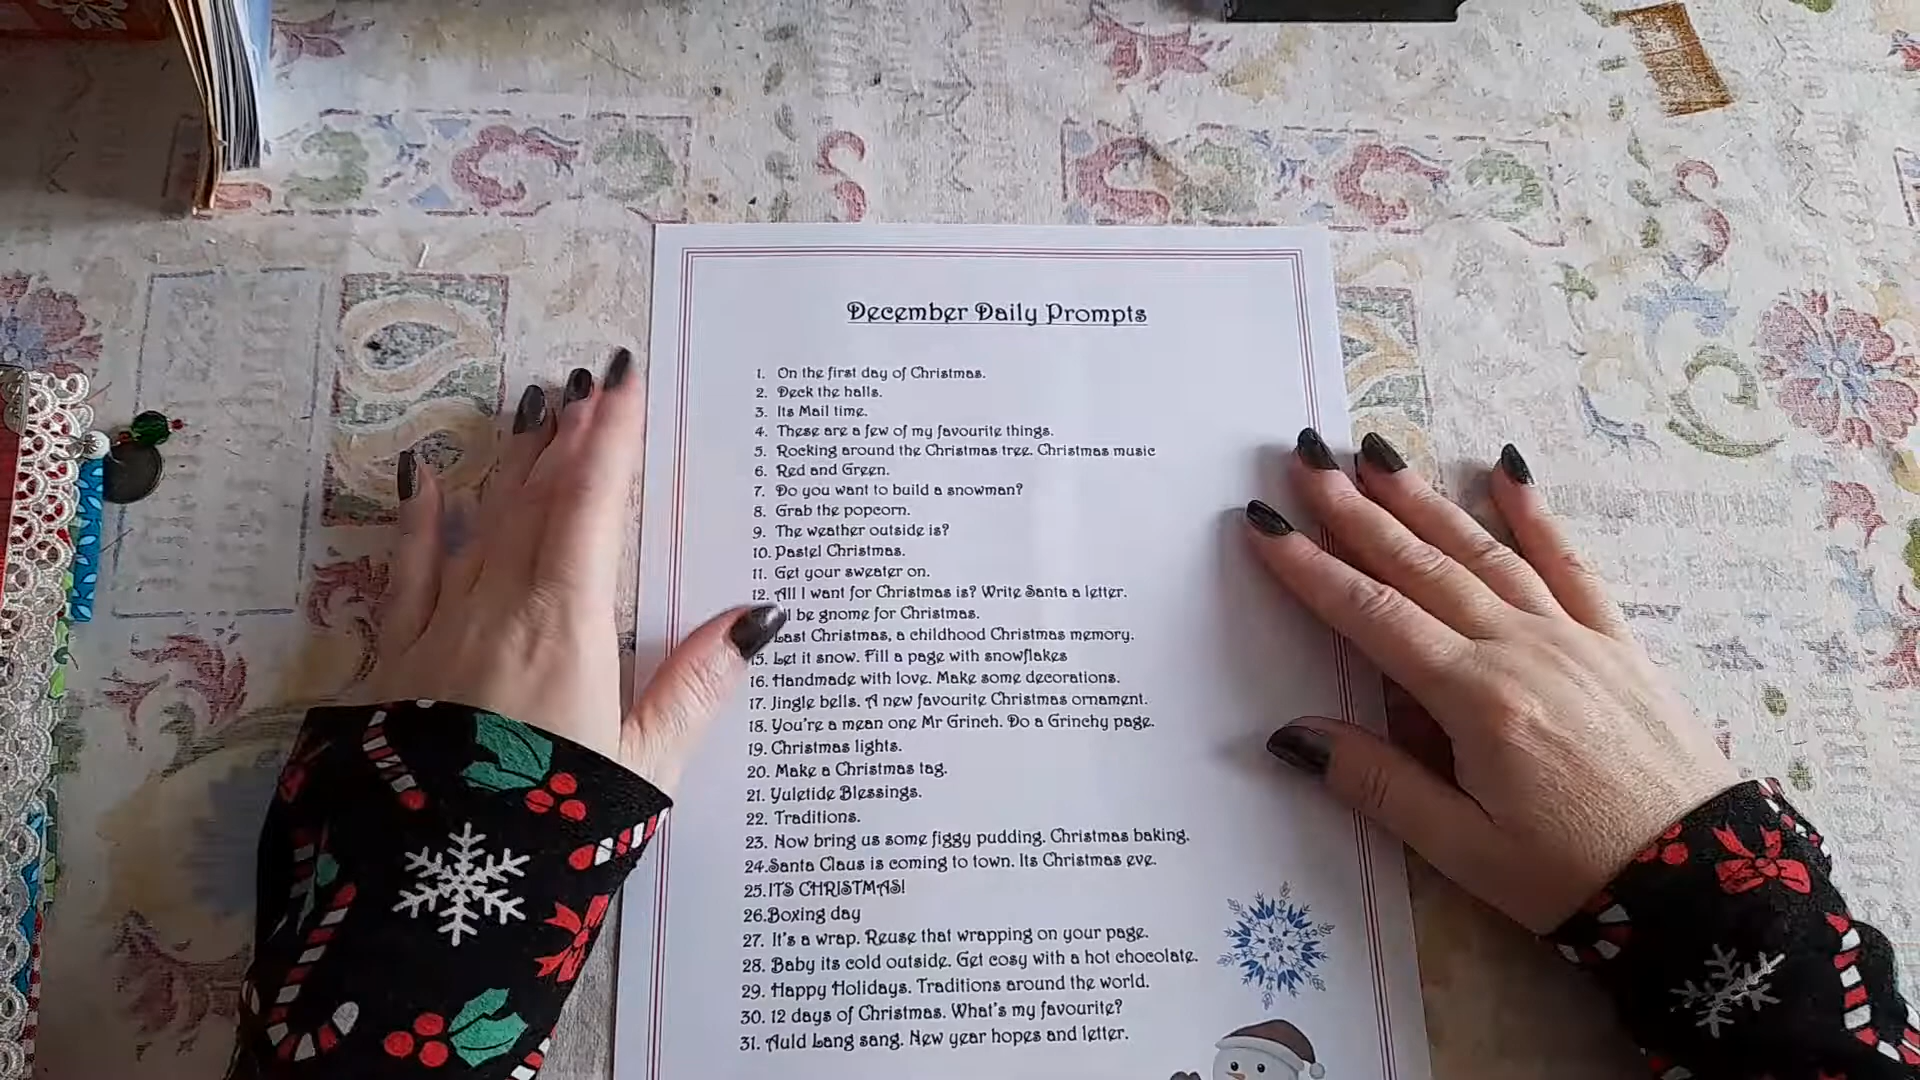 December Daily Prompts
1. On the first day of Christmas.
2. Deck the halls.
3. Its Mail time.
4. These are a few of my favourite things.
5. Rocking around the Christmas tree. Christmas music
6. Red and Green.
7. Do you want to build a snowman?
8. Grab the popcorn.
9. The weather outside is?
10. Pastel Christmas.
11. Get your sweater on.
12. All I want for Christmas is? Write Santa a letter.
be gnome for Christmas.
Last Christmas, a childhood Christmas memory.
15. Let it snow. Fill a page with snowflakes
16. Handmade with love. Make some decorations.
17. Jingle bells. A new favourite Christmas ornament.
18. You're a mean one Mr Grinch. Do a Grinchy page.
19. Christmas lights.
20. Make a Christmas tag.
21. Yuletide Blessings.
22. Traditions.
23. Now bring us some figgy pudding. Christmas baking.
24.Santa Claus is coming to town. Its Christmas eve.
25.ITS CHRISTMAS!
26.Boxing day
27. It's a wrap. Reuse that wrapping on your page.
28. Baby its cold outside. Get cosy with a hot chocolate.
29. Happy Holidays. Traditions around the world.
30. 12 days of Christmas. What's my favourite?
31. Auld Lang sang. New year hopes and letter.